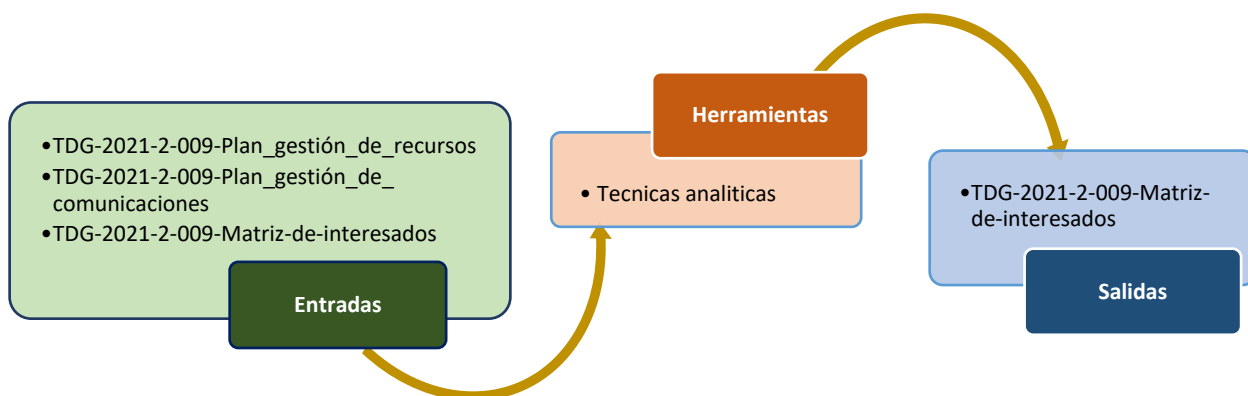 •TDG-2021-2-009-Plan_gestión_de_recursos
•TDG-2021-2-009-Plan_gestión_de_
comunicaciones
•TDG-2021-2-009-Matriz-de-interesados
Entradas
Herramientas
• Tecnicas analiticas
•TDG-2021-2-009-Matriz-
de-interesados
Salidas